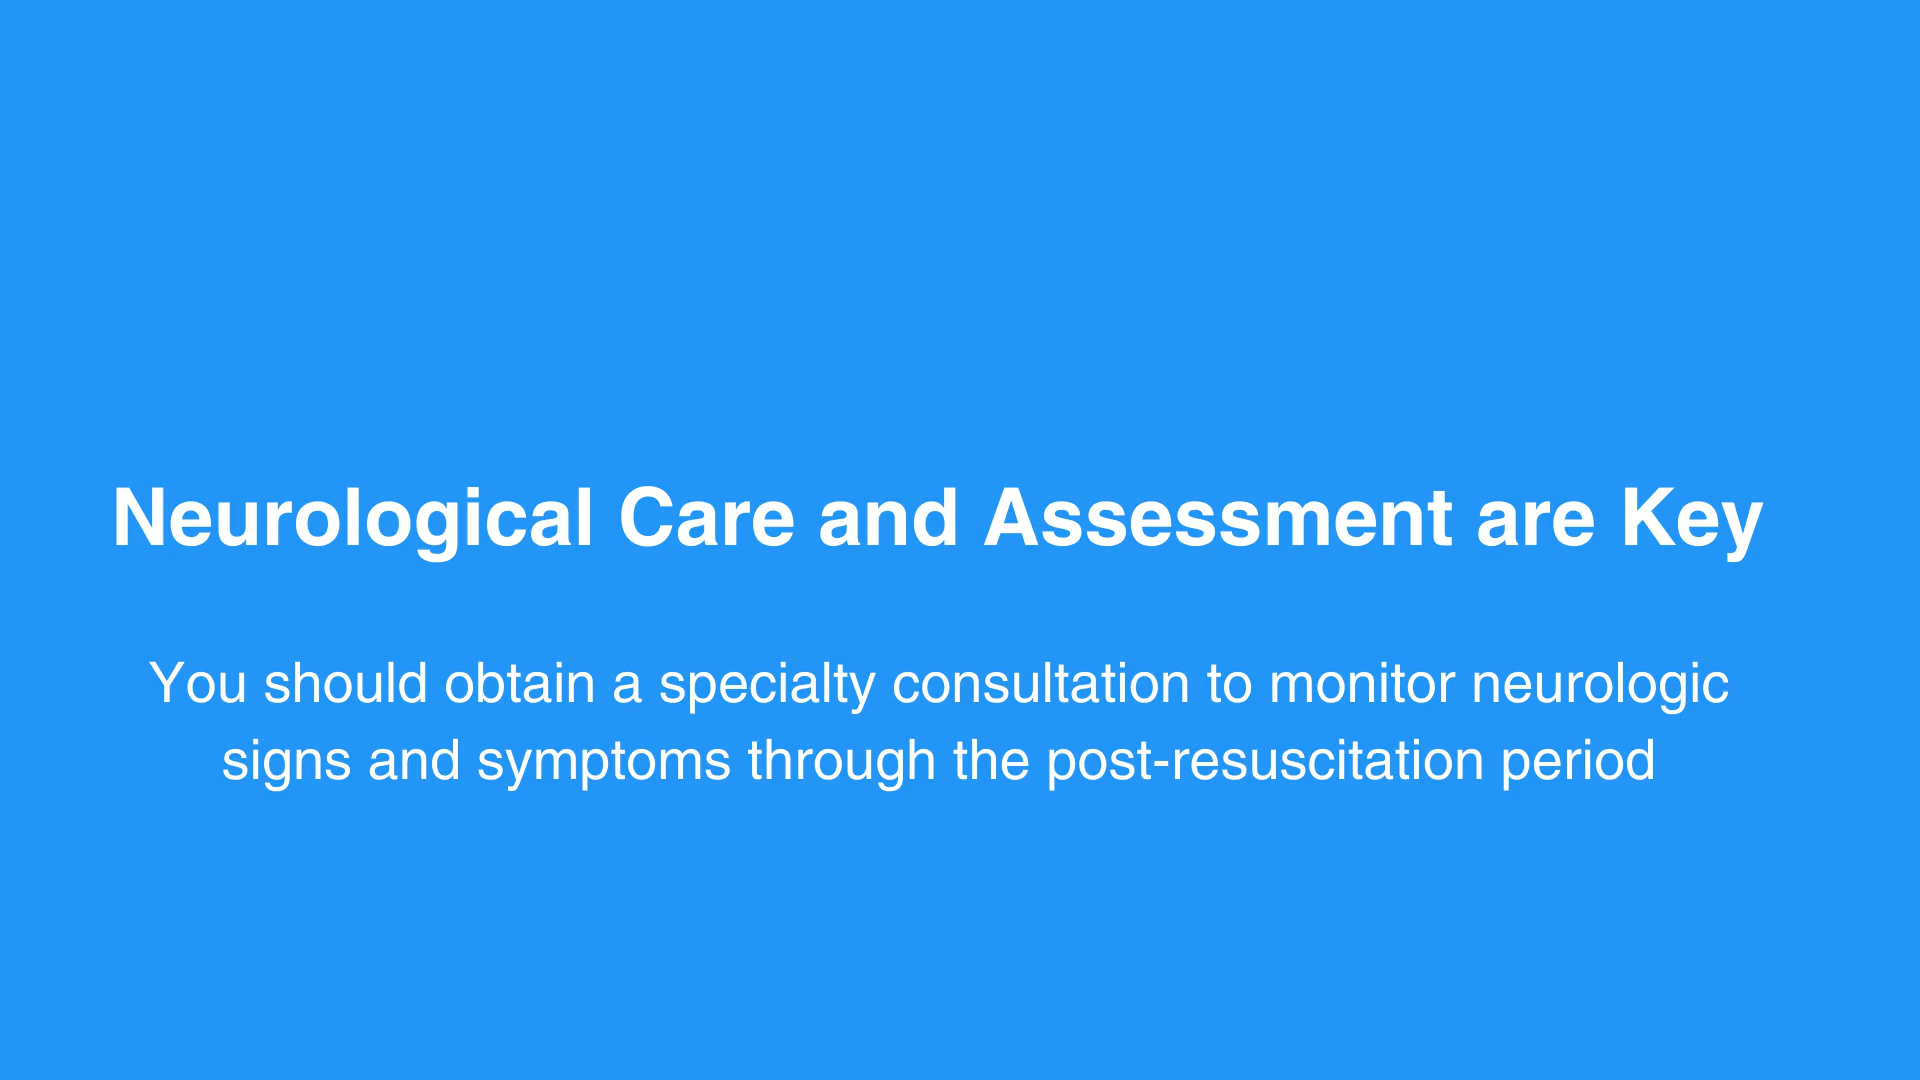 Neurological Care and Assessment are Key
You should obtain a specialty consultation to monitor neurologic
signs and symptoms through the post-resuscitation period